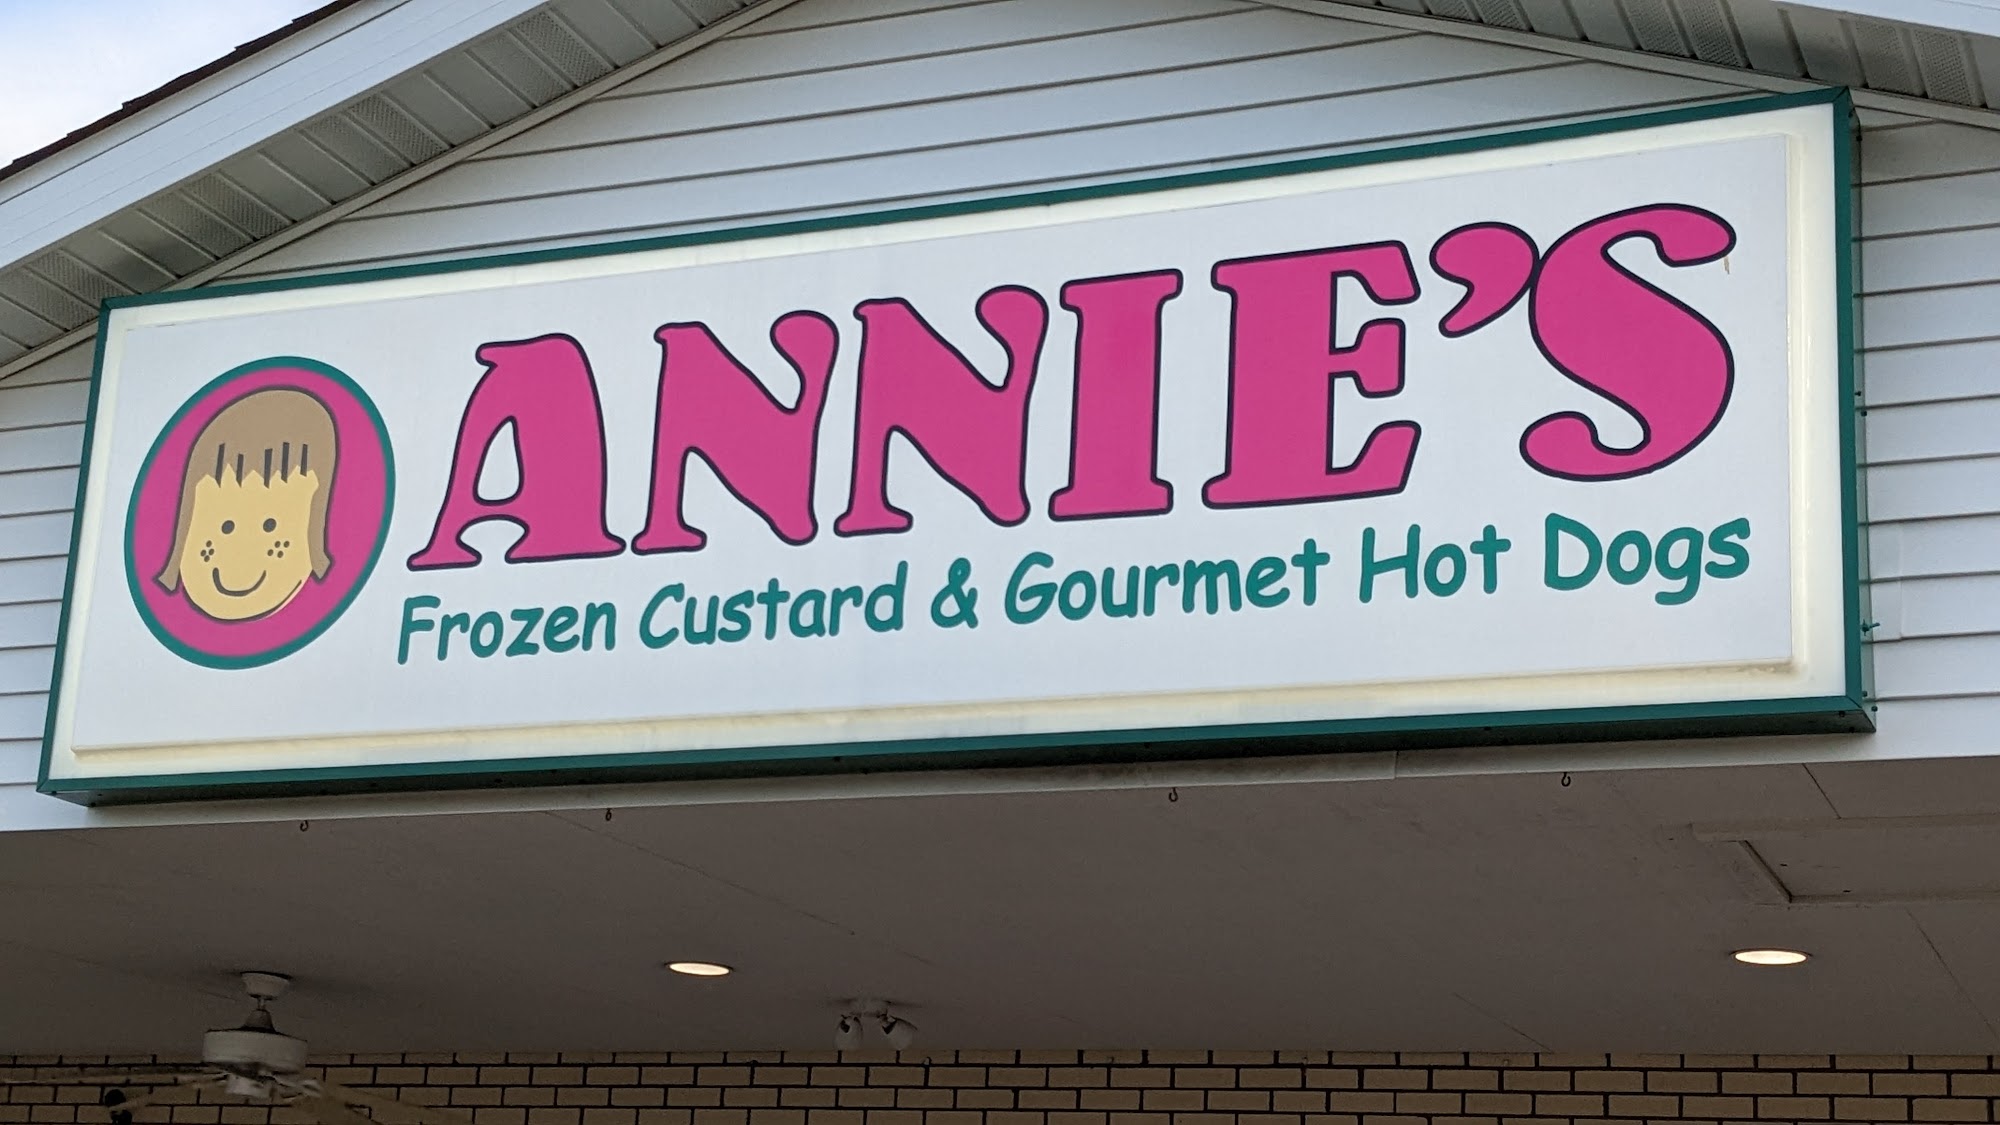 ANNIE'S
Frozen Custard & Gourmet Hot Dogs